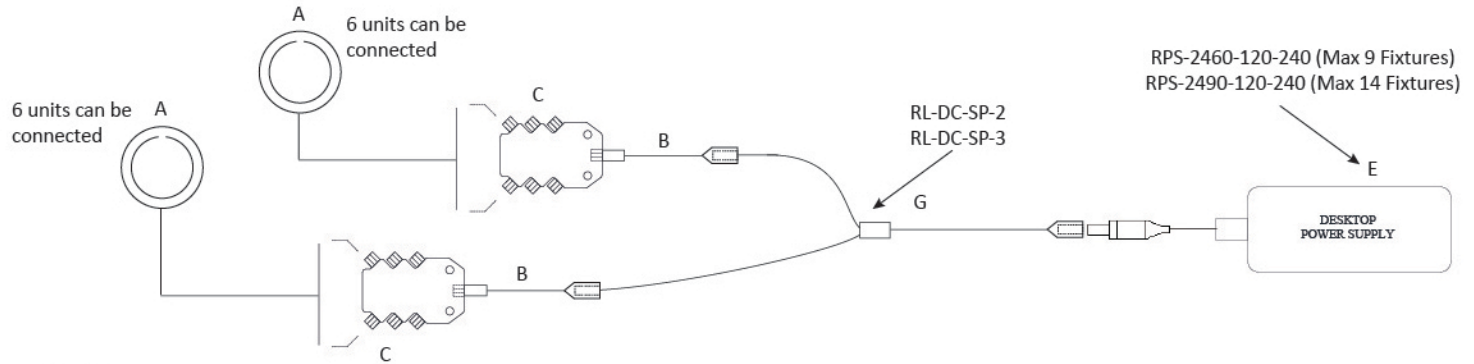 A
6 units can be
connected
6 units can be
connected
A
C
B
RL-DC-SP-2
RL-DC-SP-3
G
RPS-2460-120-240 (Max 9 Fixtures)
RPS-2490-120-240 (Max 14 Fixtures)
E
DESKTOP
POWER SUPPLY
B
C